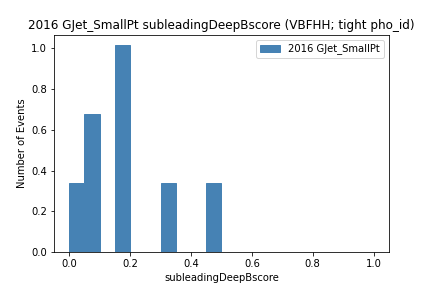 2016 GJet_SmallPt subleadingDeepBscore (VBFHH; tight pho_id)
2016 GJet_SmallPt
Number of Events
1.0
0.8
0.6
0.4
0.2
0.0
0.0 0.2 0.4 0.6 0.8 1.0
subleadingDeepBscore